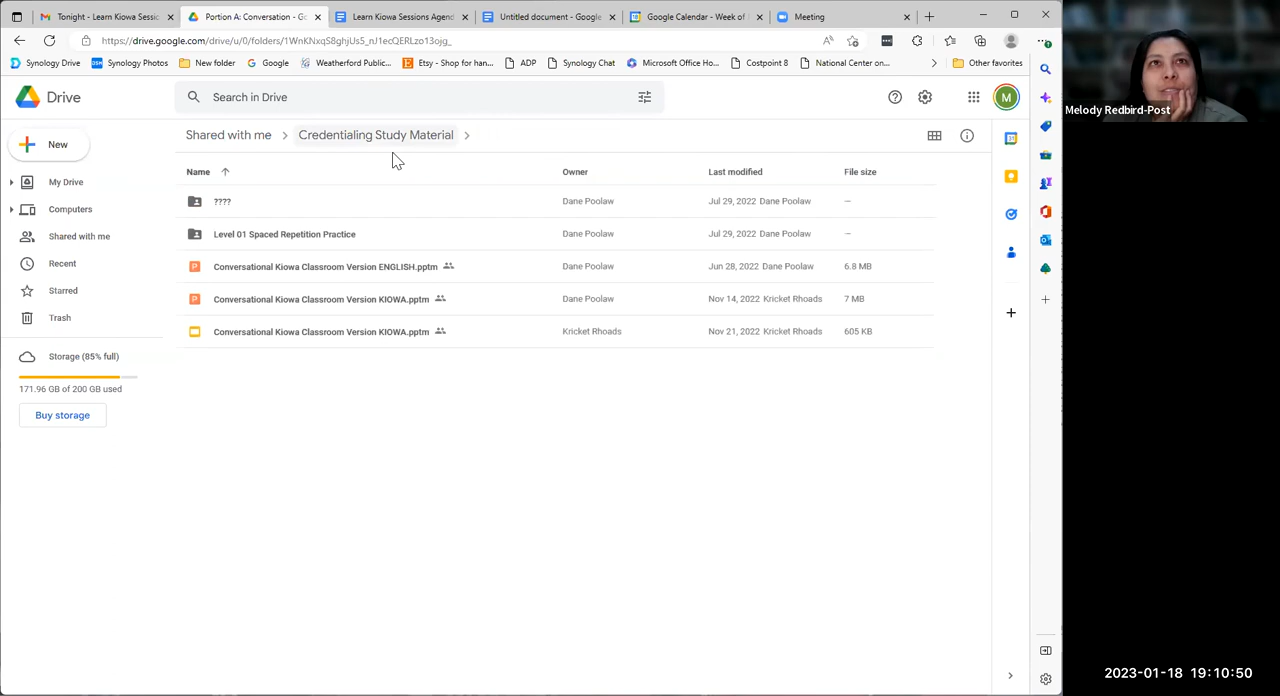 Tonight - Learn Kiowa Sessio
Portion A: Conversation - Go
Learn Kiowa Sessions Agend
Untitled document - Google
Google Calendar - Week of
Meeting
https://drive.google.com/drive/u/0/folders/1WnKNxqS8ghjUs5_nJ1ecQERLzo13ojg_
Synology Drive
Synology Photos
New folder
Google
Weatherford Public...
Etsy - Shop for han...
ADP
Synology Chat
Microsoft Office Ho...
Costpoint 8
National Center on...
Other favorites
Drive
Search in Drive
M
Melody Redbird-Post
New
Shared with me
Credentialing Study Material
Name
Owner
Last modified
File size
My Drive
Computers
Shared with me
Recent
Starred
Trash
Storage (85% full)
171.96 GB of 200 GB used
Buy storage
???? Dane Poolaw Jul 29, 2022 Dane Poolaw –
Level 01 Spaced Repetition Practice Dane Poolaw Jul 29, 2022 Dane Poolaw –
Conversational Kiowa Classroom Version ENGLISH.pptm Dane Poolaw Jun 28, 2022 Dane Poolaw 6.8 MB
Conversational Kiowa Classroom Version KIOWA.pptm Dane Poolaw Nov 14, 2022 Kricket Rhoads 7 MB
Conversational Kiowa Classroom Version KIOWA.pptm Kricket Rhoads Nov 21, 2022 Kricket Rhoads 605 KB
2023-01-18 19:10:50